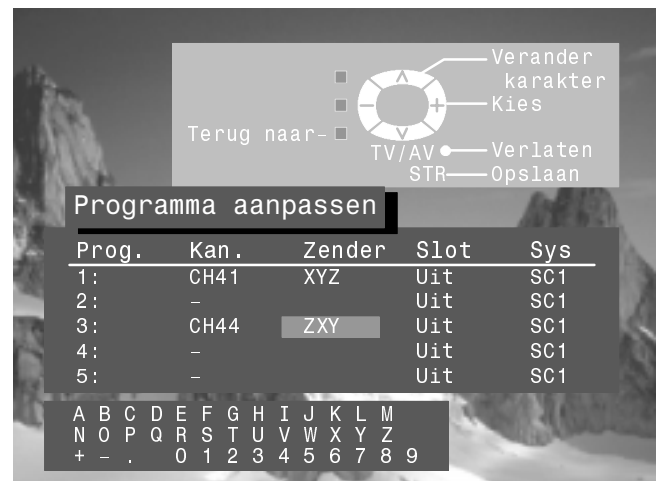 Verander
karakter
Kies
Terug naar-
TV/AV Verlaten
STR Opslaan
Programma aanpassen
Prog. Kan. Zender Slot Sys
1: CH41 XYZ Uit SC1
2: – Uit SC1
3: CH44 ZXY Uit SC1
4: – Uit SC1
5: – Uit SC1
A B C D E F G H I J K L M
N O P Q R S T U V W X Y Z
+ – . 0 1 2 3 4 5 6 7 8 9